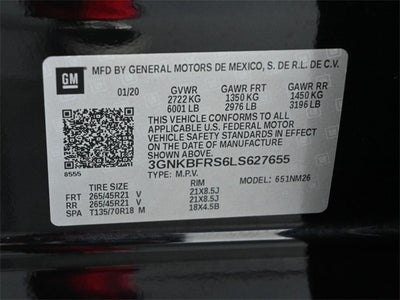 GM MFD BY GENERAL MOTORS DE MEXICO, S. DE R.L. DE C.V.
01/20 GVWR GAWR FRT GAWR RR
2722 KG 1350 KG 1450 KG
6001 LB 2976 LB 3196 LB
THIS VEHICLE CONFORMS TO ALL
APPLICABLE U.S. FEDERAL MOTOR
VEHICLE SAFETY STANDARDS IN EFFECT
ON THE DATE OF MANUFACTURE
3GNKBFRS6LS627655
8555 TYPE: M.P.V. MODEL: 651NM26
TIRE SIZE RIM
FRT 265/45R21 V 21X8.5J
RR 265/45R21 V 21X8.5J
SPA T135/70R18 M 18X4.5B